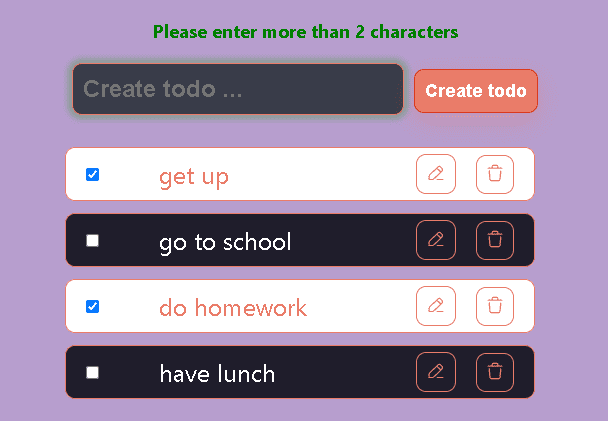 Please enter more than 2 characters
Create todo ...
Create todo
get up
go to school
do homework
have lunch